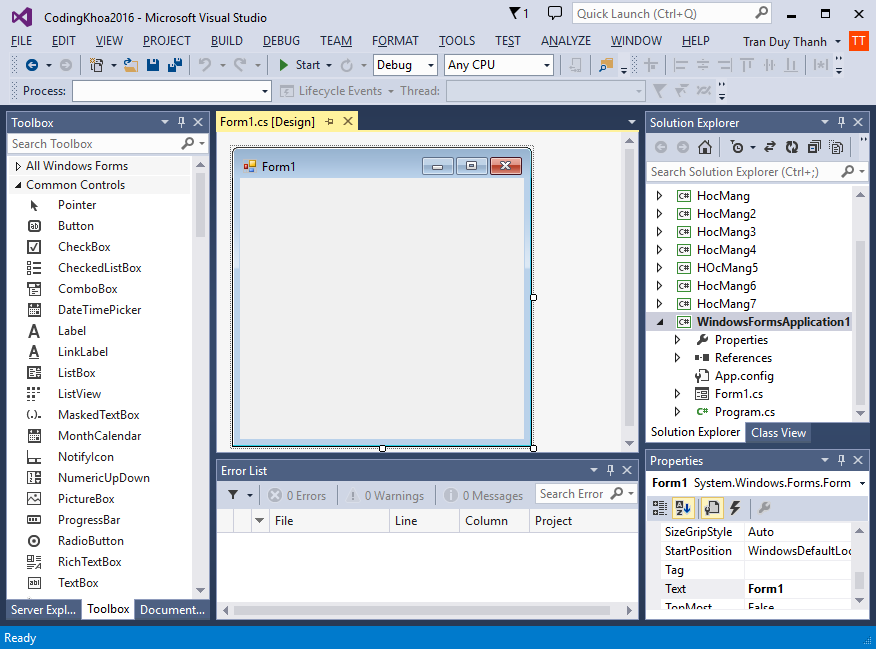 CodingKhoa2016 - Microsoft Visual Studio
1
Quick Launch (Ctrl+Q)
FILE EDIT VIEW PROJECT BUILD DEBUG TEAM FORMAT TOOLS TEST ANALYZE WINDOW HELP Tran Duy Thanh TT
Start Debug Any CPU
Process: Lifecycle Events Thread:
Toolbox
Search Toolbox
All Windows Forms
Common Controls
Pointer
Button
CheckBox
CheckedListBox
ComboBox
DateTimePicker
Label
LinkLabel
ListBox
ListView
MaskedTextBox
MonthCalendar
NotifyIcon
NumericUpDown
PictureBox
ProgressBar
RadioButton
RichTextBox
TextBox
Server Expl... Toolbox Document...
Form1.cs [Design]
Form1
Error List
0 Errors 0 Warnings 0 Messages Search Error
File Line Column Project
Solution Explorer
Search Solution Explorer (Ctrl+;)
C# HocMang
C# HocMang2
C# HocMang3
C# HocMang4
C# HOcMang5
C# HocMang6
C# HocMang7
C# WindowsFormsApplication1
Properties
References
App.config
Form1.cs
C# Program.cs
Solution Explorer Class View
Properties
Form1 System.Windows.Forms.Form
SizeGripStyle Auto
StartPosition WindowsDefaultLoc
Tag
Text Form1
TopMost False
Ready